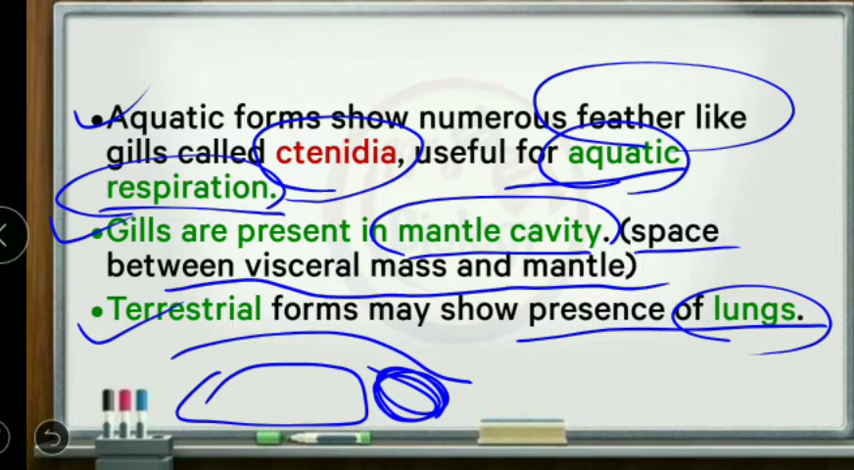 •Aquatic forms show numerous feather like
gills called ctenidia, useful for aquatic
respiration.
•Gills are present in mantle cavity. (space
between visceral mass and mantle)
•Terrestrial forms may show presence of lungs.